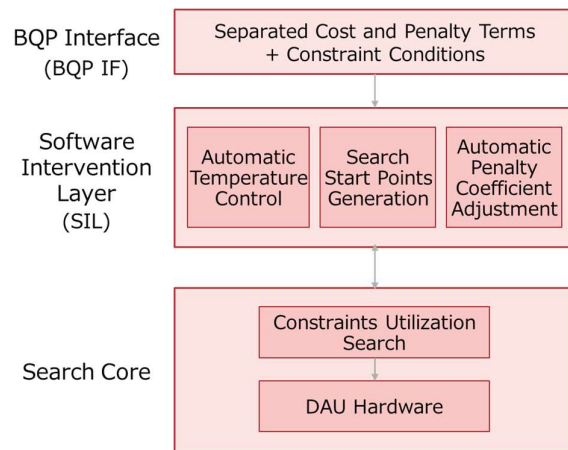 BQP Interface
(BQP IF)
Separated Cost and Penalty Terms
+ Constraint Conditions
Software
Intervention
Layer
(SIL)
Automatic
Temperature
Control
Search
Start Points
Generation
Automatic
Penalty
Coefficient
Adjustment
Search Core
Constraints Utilization
Search
DAU Hardware